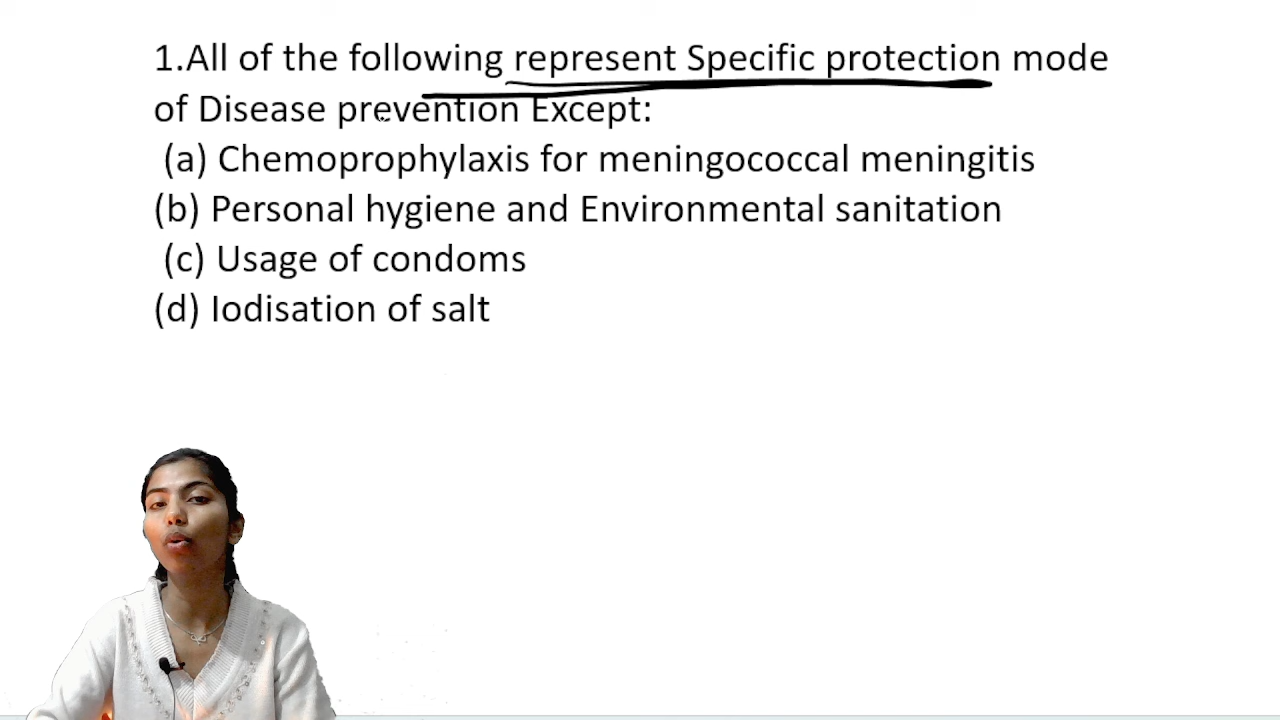 1.All of the following represent Specific protection mode
of Disease prevention Except:
(a) Chemoprophylaxis for meningococcal meningitis
(b) Personal hygiene and Environmental sanitation
(c) Usage of condoms
(d) Iodisation of salt